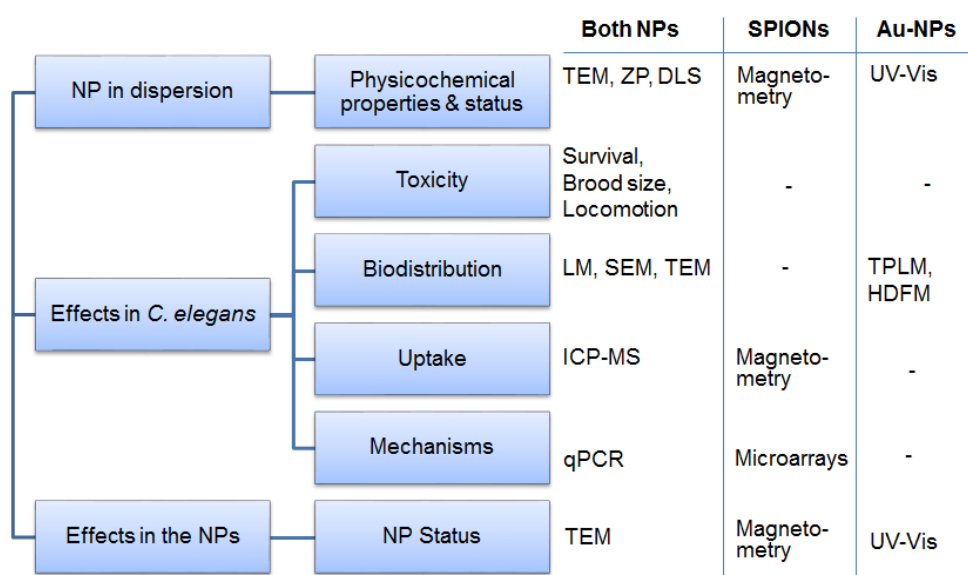 Both NPs SPIONs Au-NPs
NP in dispersion
Physicochemical
properties & status
TEM, ZP, DLS
Magneto-
metry
UV-Vis
Toxicity
Survival,
Brood size,
Locomotion
-
-
Effects in C. elegans
Biodistribution
LM, SEM, TEM
-
TPLM,
HDFM
Uptake
ICP-MS
Magneto-
metry
-
Mechanisms
qPCR
Microarrays
-
Effects in the NPs
NP Status
TEM
Magneto-
metry
UV-Vis